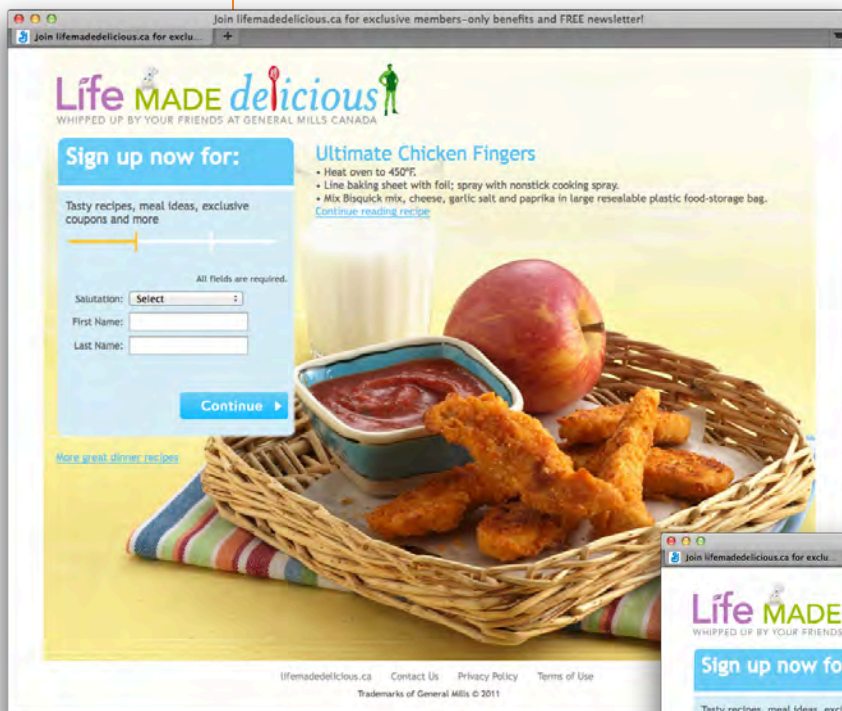 Join lifemadedelicious.ca for exclusive members-only benefits and FREE newsletter!
Join lifemadedelicious.ca for exclu...
+
Life MADE delicious
WHIPPED UP BY YOUR FRIENDS AT GENERAL MILLS CANADA
Sign up now for:
Tasty recipes, meal ideas, exclusive
coupons and more
All fields are required.
Salutation: Select
First Name:
Last Name:
Continue
More great dinner recipes
Ultimate Chicken Fingers
• Heat oven to 450°F.
• Line baking sheet with foil; spray with nonstick cooking spray.
• Mix Bisquick mix, cheese, garlic salt and paprika in large resealable plastic food-storage bag.
Continue reading recipe
lifemadedelicious.ca Contact Us Privacy Policy Terms of Use
Trademarks of General Mills © 2011
Join lifemadedelicious.ca for exclu...
Life MADE
WHIPPED UP BY YOUR FRIENDS
Sign up now fo
Tasty recipes, meal ideas, excl